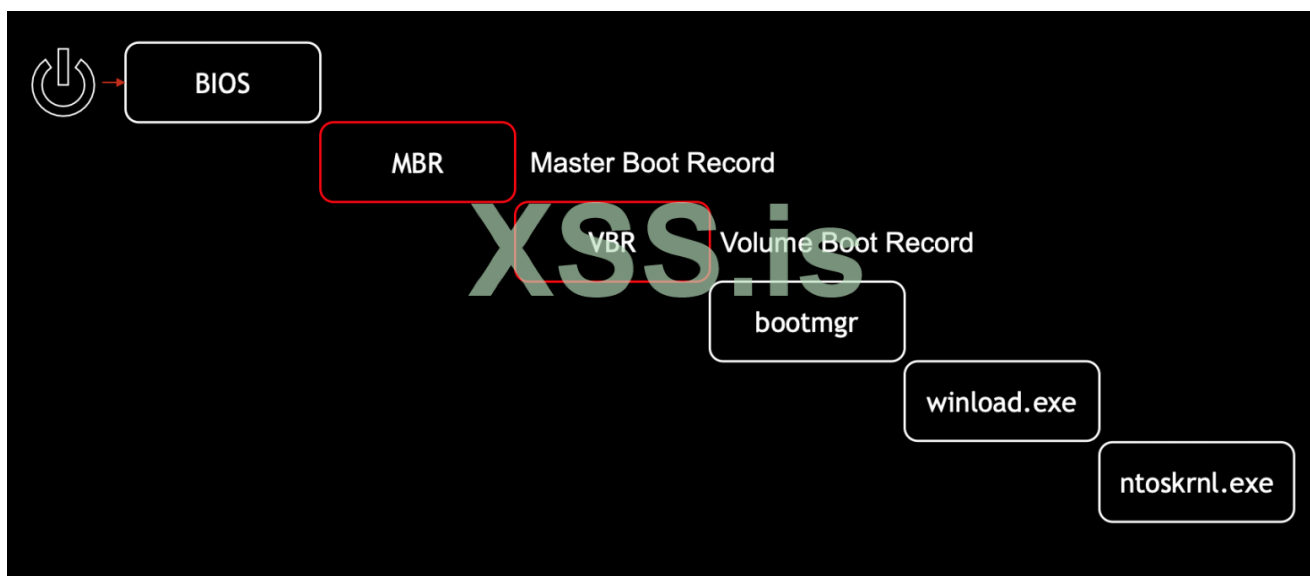 BIOS
MBR Master Boot Record
VBR Volume Boot Record
XSS.is
bootmgr
winload.exe
ntoskrnl.exe